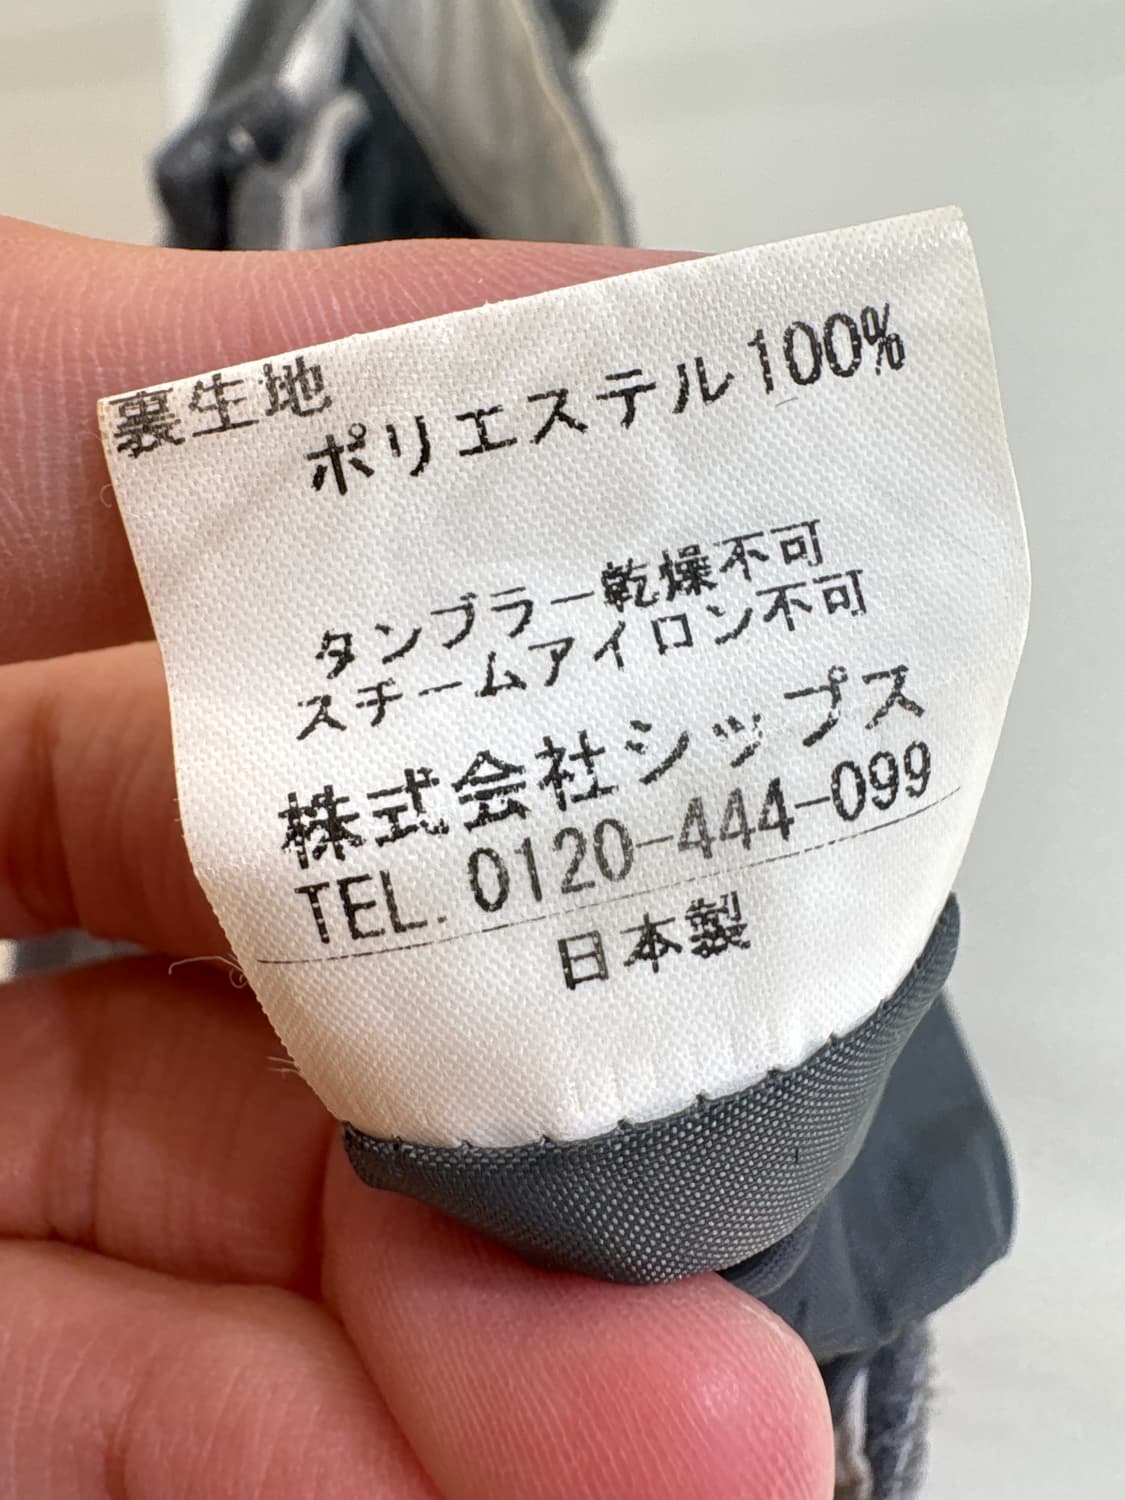 裏生地
ポリエステル100%
タンブラー乾燥不可
スチームアイロン不可
株式会社シップス
TEL. 0120-444-099
日本製